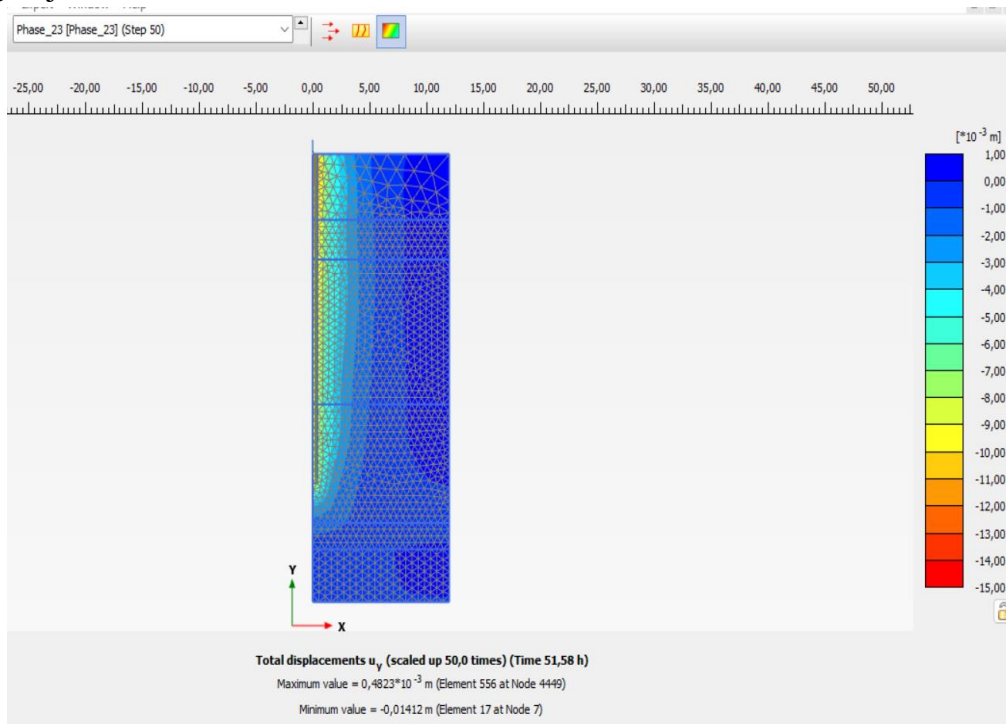 Phase_23 [Phase_23] (Step 50)
-25,00 -20,00 -15,00 -10,00 -5,00 0,00 5,00 10,00 15,00 20,00 25,00 30,00 35,00 40,00 45,00 50,00
[*10 -3 m]
1,00
0,00
-1,00
-2,00
-3,00
-4,00
-5,00
-6,00
-7,00
-8,00
-9,00
-10,00
-11,00
-12,00
-13,00
-14,00
-15,00
Y
X
Total displacements uy (scaled up 50,0 times) (Time 51,58 h)
Maximum value = 0,4823*10 -3 m (Element 556 at Node 4449)
Minimum value = -0,01412 m (Element 17 at Node 7)